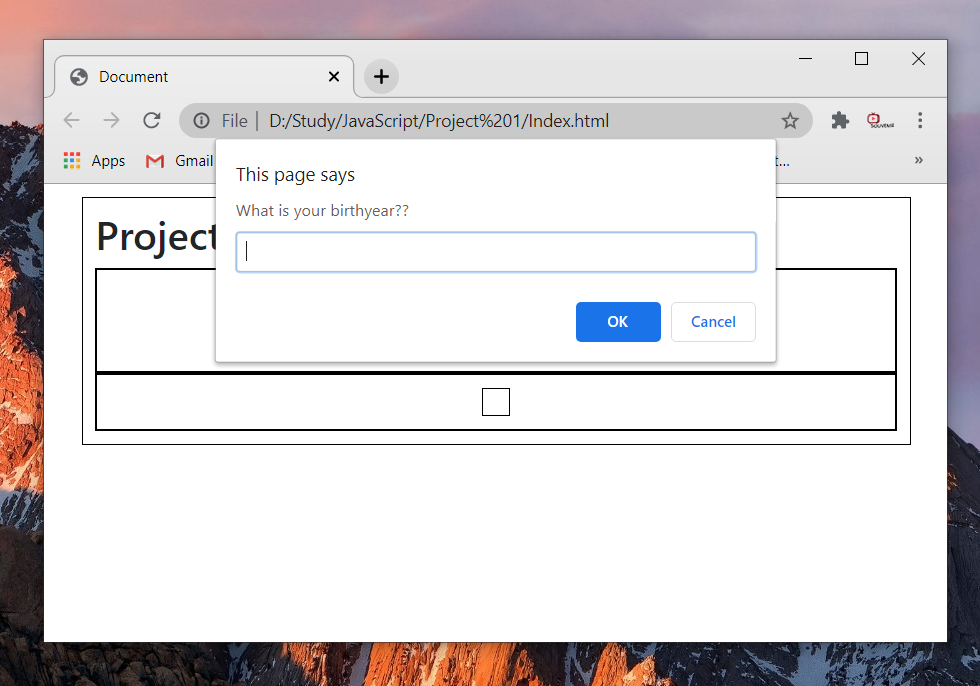 Document
File | D:/Study/JavaScript/Project%201/Index.html
SOUVENIR
Apps Gmail t... »
This page says
What is your birthyear??
OK Cancel
Project